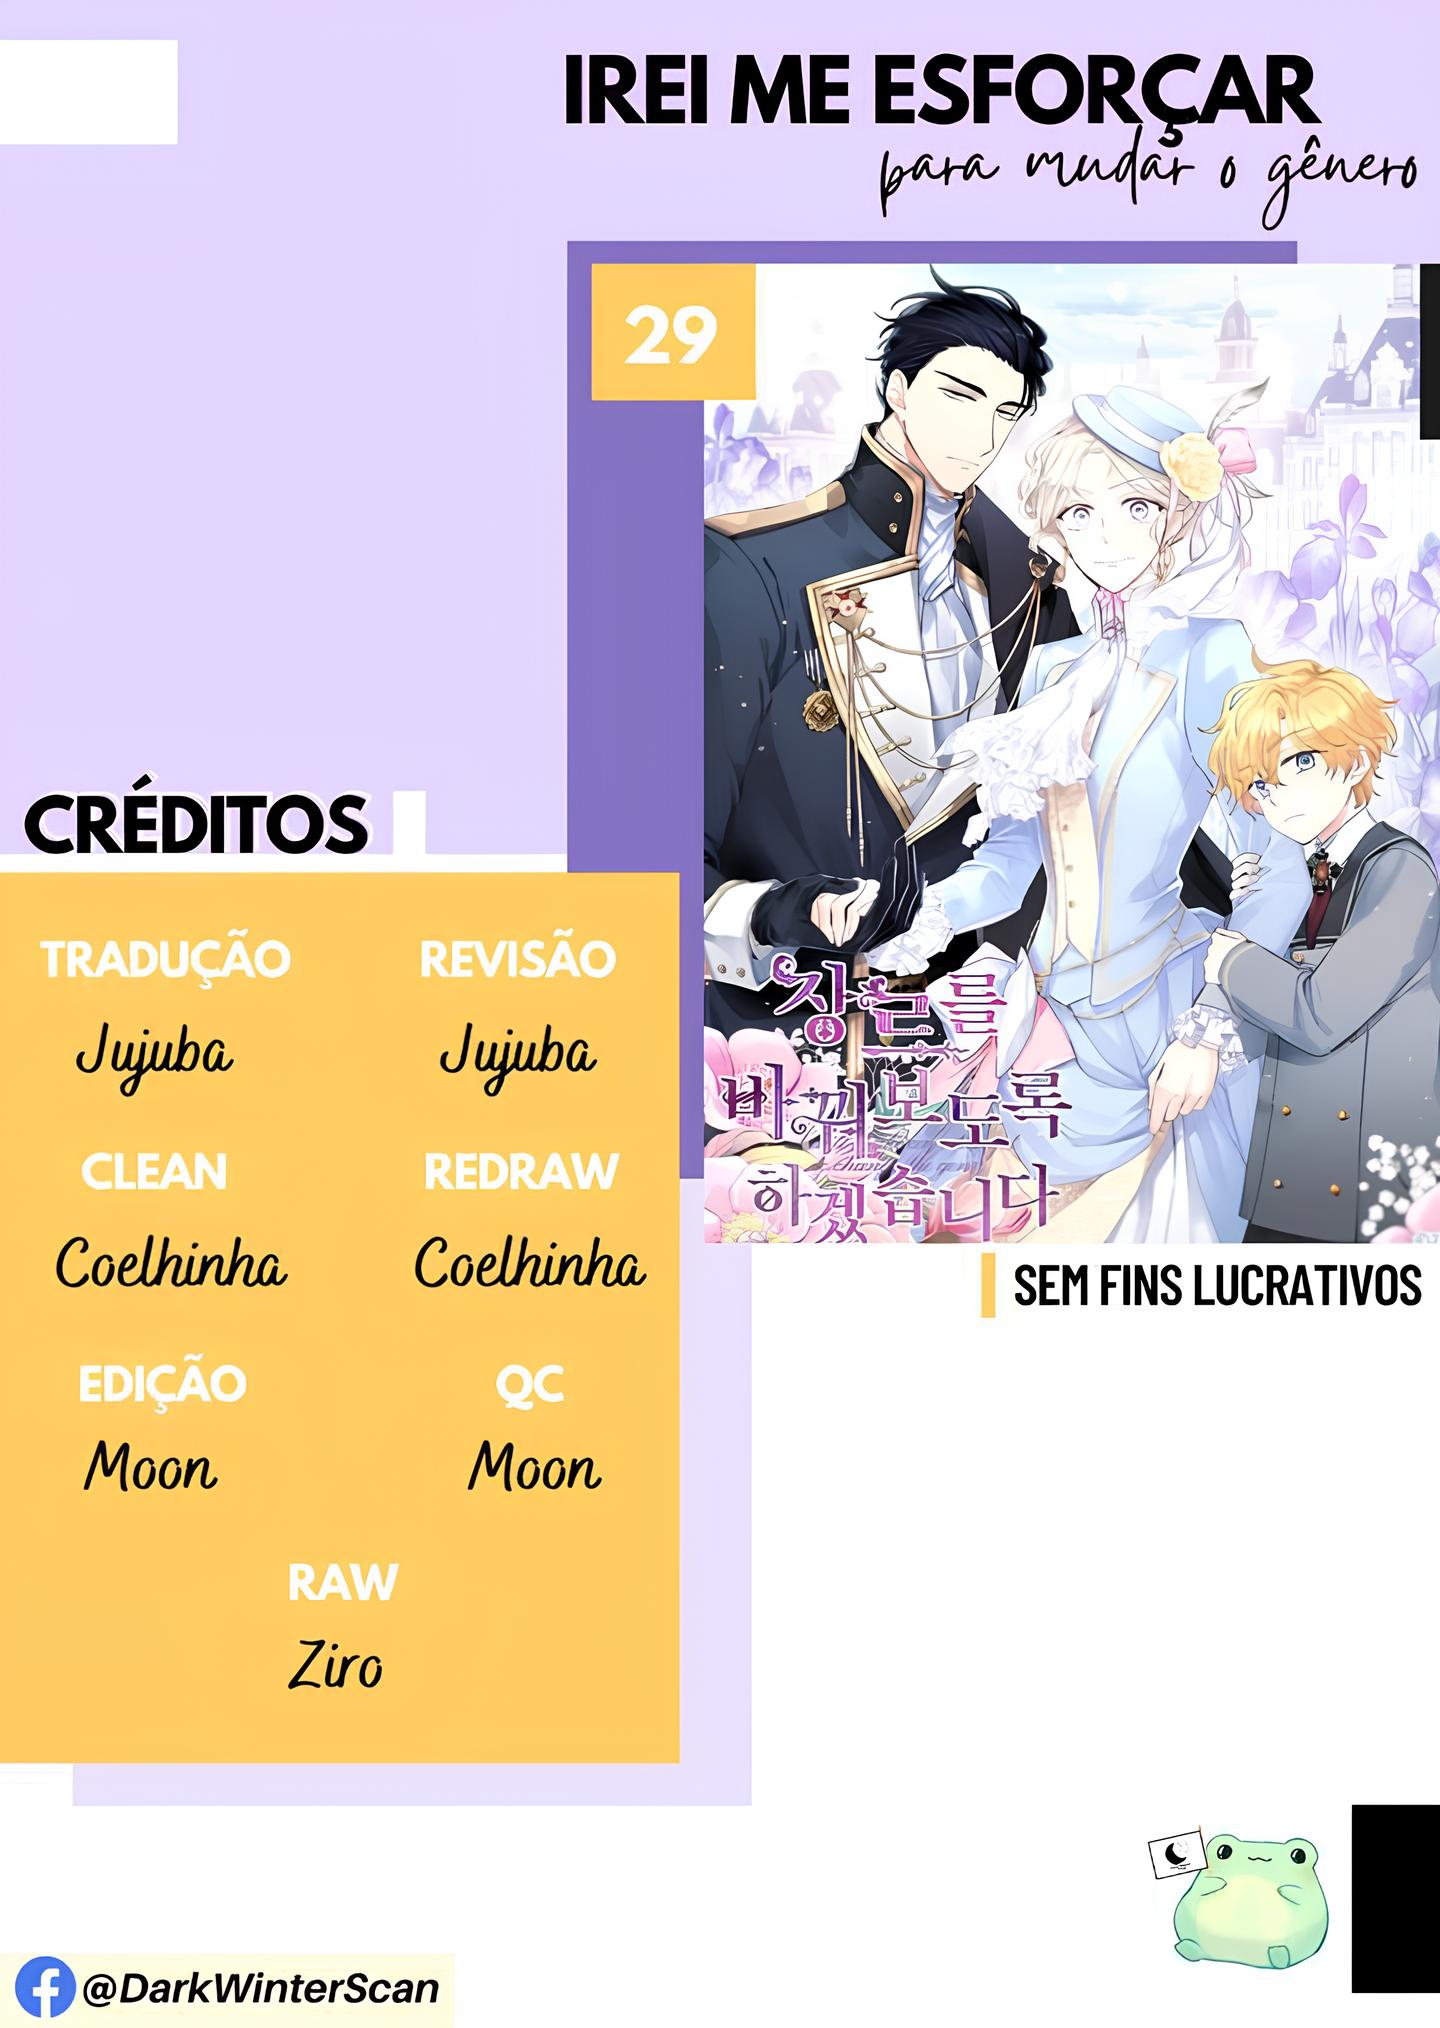 IREI ME ESFORÇAR
para mudar o gênero
29
장르를
바꿔보도록
하겠습니다
SEM FINS LUCRATIVOS
CRÉDITOS
TRADUÇÃO
Jujuba
REVISÃO
Jujuba
CLEAN
Coelhinha
REDRAW
Coelhinha
EDIÇÃO
Moon
QC
Moon
RAW
Ziro
@DarkWinterScan